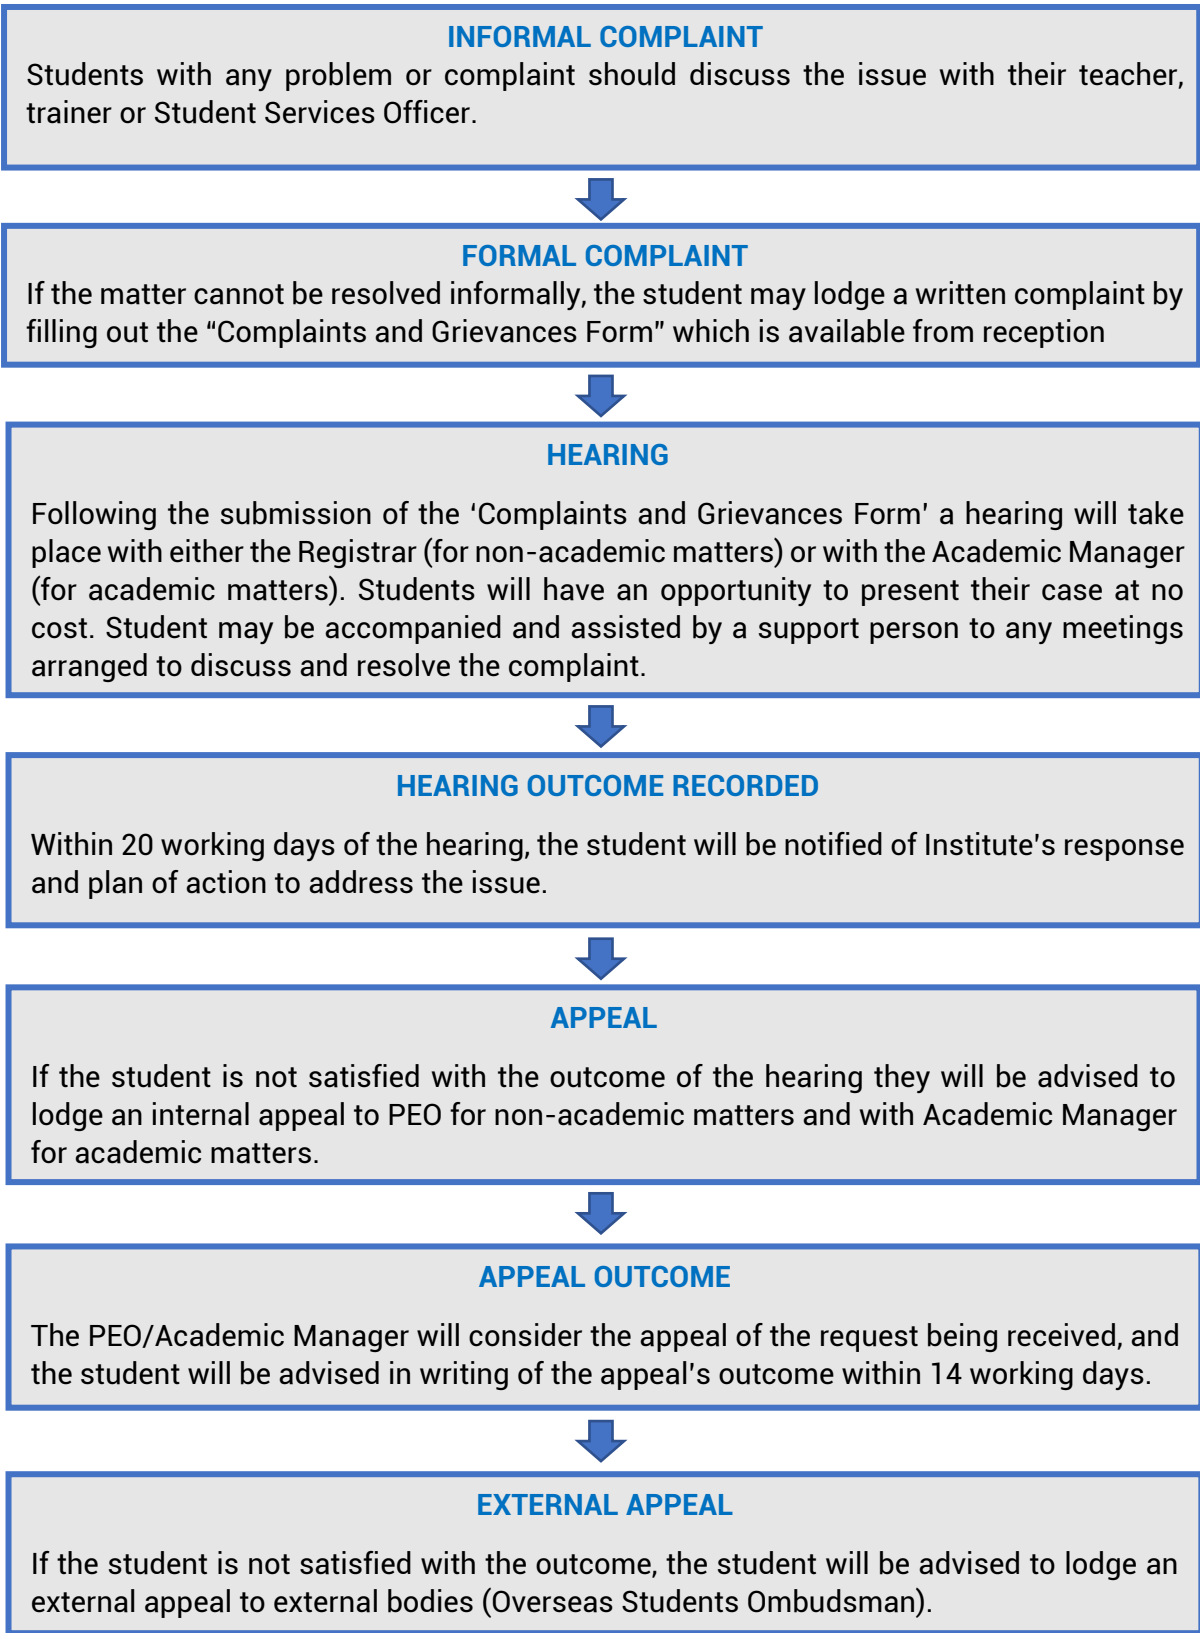 INFORMAL COMPLAINT
Students with any problem or complaint should discuss the issue with their teacher,
trainer or Student Services Officer.
FORMAL COMPLAINT
If the matter cannot be resolved informally, the student may lodge a written complaint by
filling out the “Complaints and Grievances Form” which is available from reception
HEARING
Following the submission of the ‘Complaints and Grievances Form’ a hearing will take
place with either the Registrar (for non-academic matters) or with the Academic Manager
(for academic matters). Students will have an opportunity to present their case at no
cost. Student may be accompanied and assisted by a support person to any meetings
arranged to discuss and resolve the complaint.
HEARING OUTCOME RECORDED
Within 20 working days of the hearing, the student will be notified of Institute’s response
and plan of action to address the issue.
APPEAL
If the student is not satisfied with the outcome of the hearing they will be advised to
lodge an internal appeal to PEO for non-academic matters and with Academic Manager
for academic matters.
APPEAL OUTCOME
The PEO/Academic Manager will consider the appeal of the request being received, and
the student will be advised in writing of the appeal’s outcome within 14 working days.
EXTERNAL APPEAL
If the student is not satisfied with the outcome, the student will be advised to lodge an
external appeal to external bodies (Overseas Students Ombudsman).